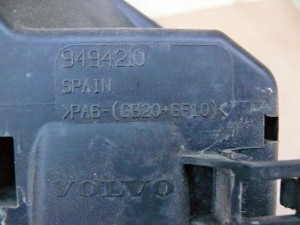 9494210
SPAIN
>PA6-(GB20+GF10)<
VOLVO